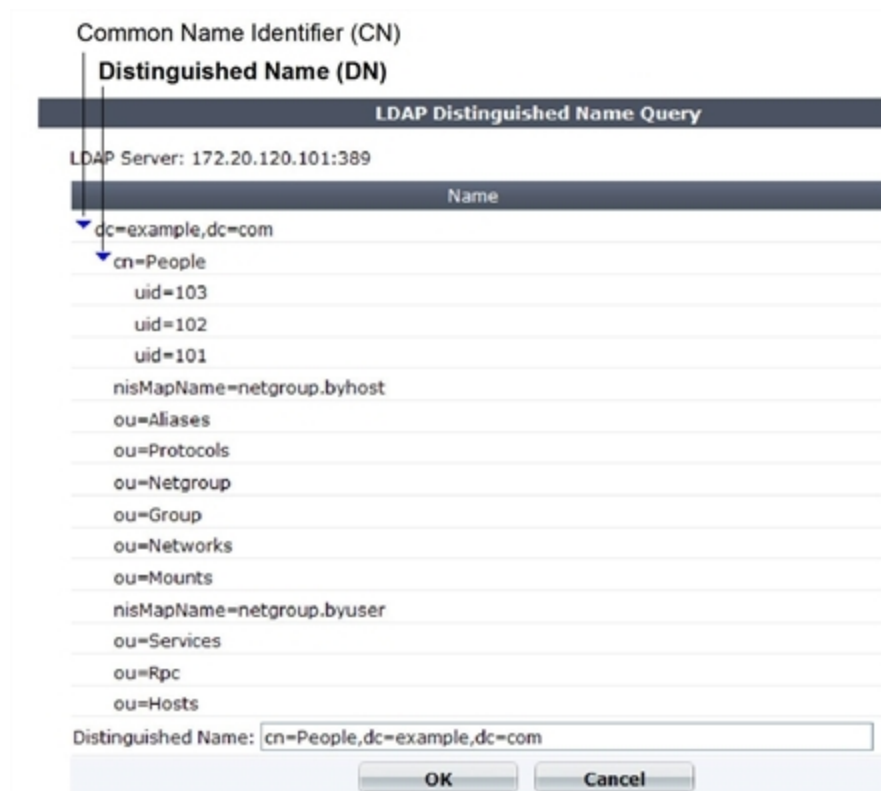 Common Name Identifier (CN)
Distinguished Name (DN)
LDAP Distinguished Name Query
LDAP Server: 172.20.120.101:389
Name
dc=example,dc=com
cn=People
uid=103
uid=102
uid=101
nisMapName=netgroup.byhost
ou=Aliases
ou=Protocols
ou=Netgroup
ou=Group
ou=Networks
ou=Mounts
nisMapName=netgroup.byuser
ou=Services
ou=Rpc
ou=Hosts
Distinguished Name: cn=People,dc=example,dc=com
OK Cancel